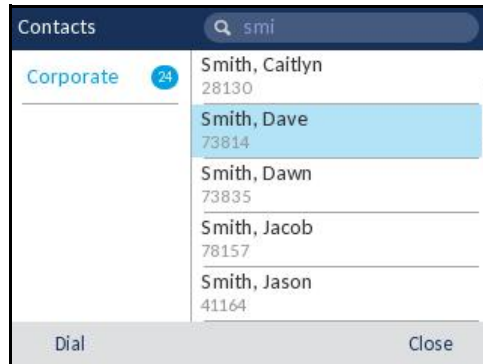 Contacts
smi
Corporate 24
Smith, Caitlyn
28130
Smith, Dave
73814
Smith, Dawn
73835
Smith, Jacob
78157
Smith, Jason
41164
Dial
Close